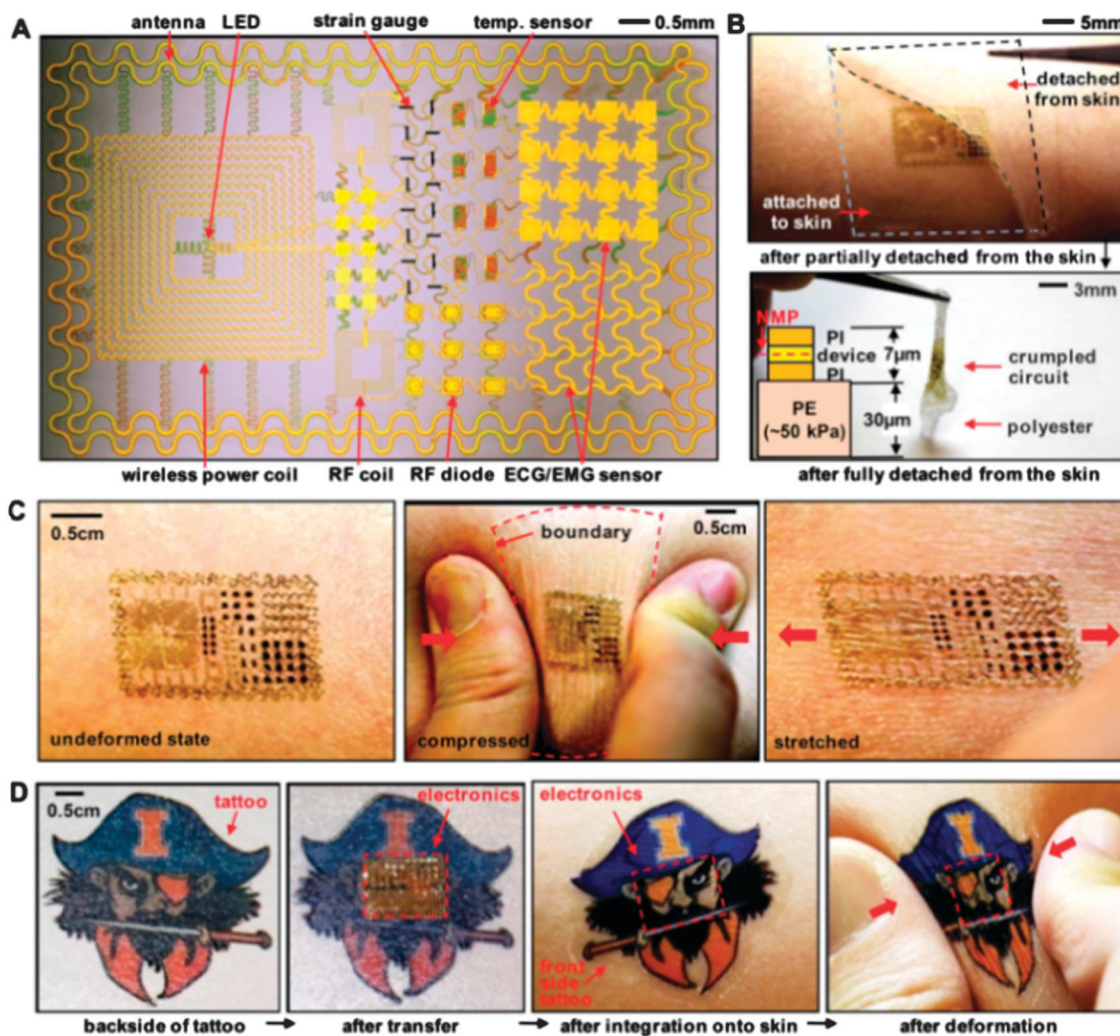 A
antenna LED strain gauge temp. sensor 0.5mm
wireless power coil RF coil RF diode ECG/EMG sensor
B
5mm
detached
from skin
attached
to skin
after partially detached from the skin
3mm
NMP
PI
device
PI
7µm
PE
(~50 kPa)
30µm
crumpled
circuit
polyester
after fully detached from the skin
C
0.5cm
undeformed state
boundary
0.5cm
compressed
stretched
D
0.5cm
tattoo
I
backside of tattoo
electronics
I
after transfer
electronics
I
front
side
tattoo
after integration onto skin
I
after deformation